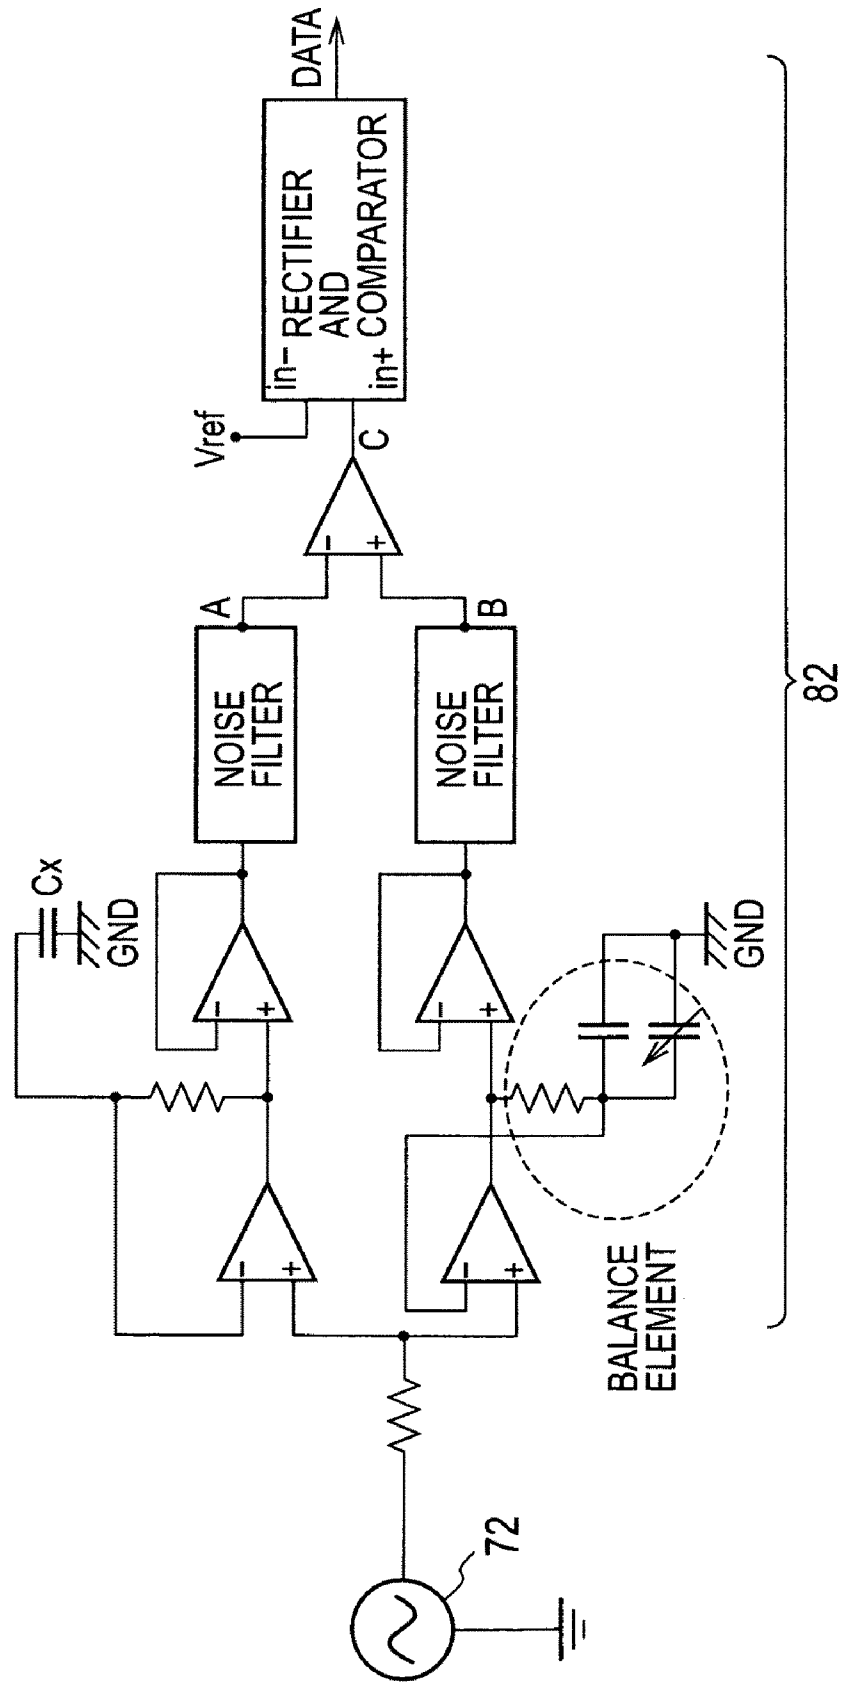 DATA
RECTIFIER
AND
COMPARATOR
in−
in+
Vref
C
−
+
A
B
NOISE
FILTER
NOISE
FILTER
Cx
GND
−
+
−
+
GND
−
+
−
+
BALANCE
ELEMENT
72
82